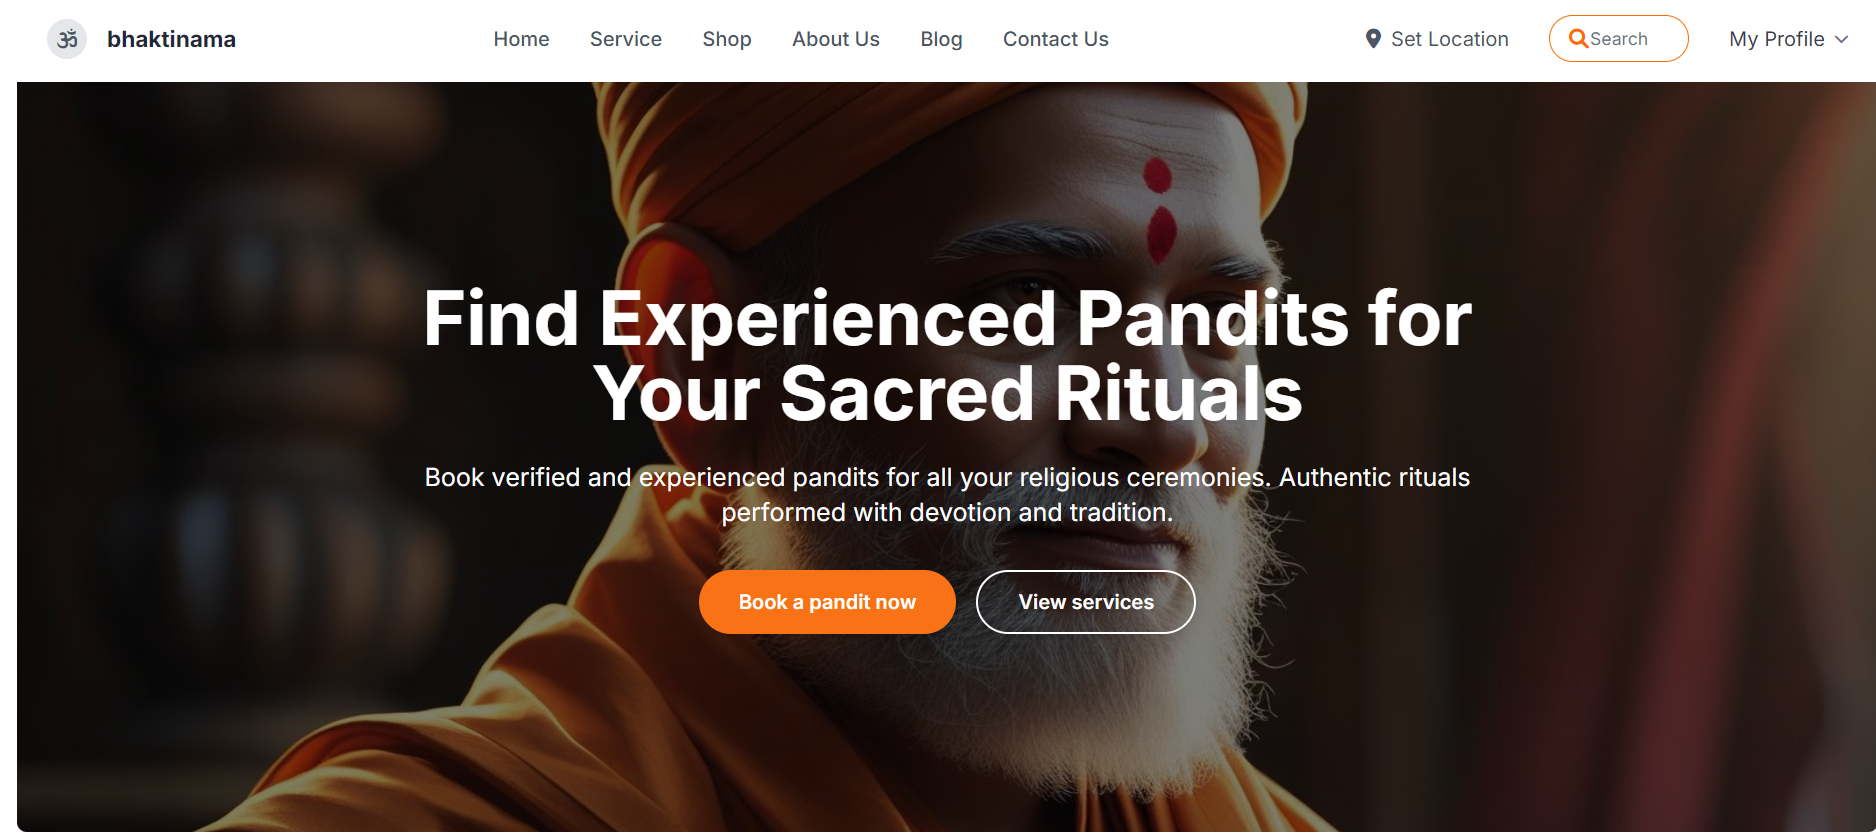 ॐ bhaktinama
Home Service Shop About Us Blog Contact Us
Set Location
Search
My Profile
Find Experienced Pandits for
Your Sacred Rituals
Book verified and experienced pandits for all your religious ceremonies. Authentic rituals
performed with devotion and tradition.
Book a pandit now
View services